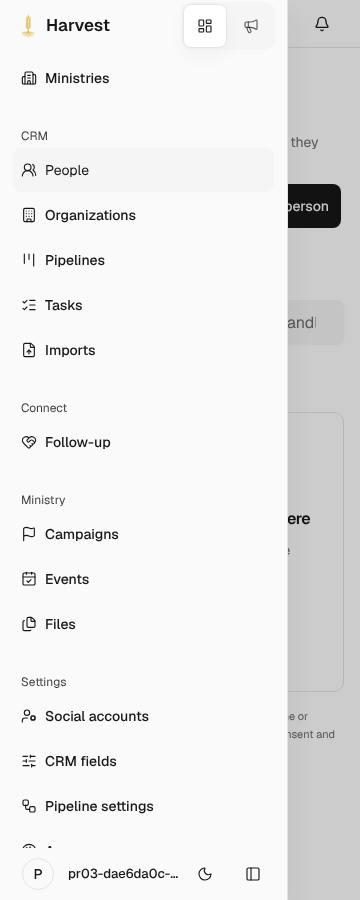 Harvest
Ministries
they
CRM
People
person
Organizations
Pipelines
Tasks
Imports
Connect
Follow-up
Ministry
Campaigns
Events
Files
Settings
Social accounts
e or
CRM fields
nsent and
Pipeline settings
P pr03-dae6da0c-...